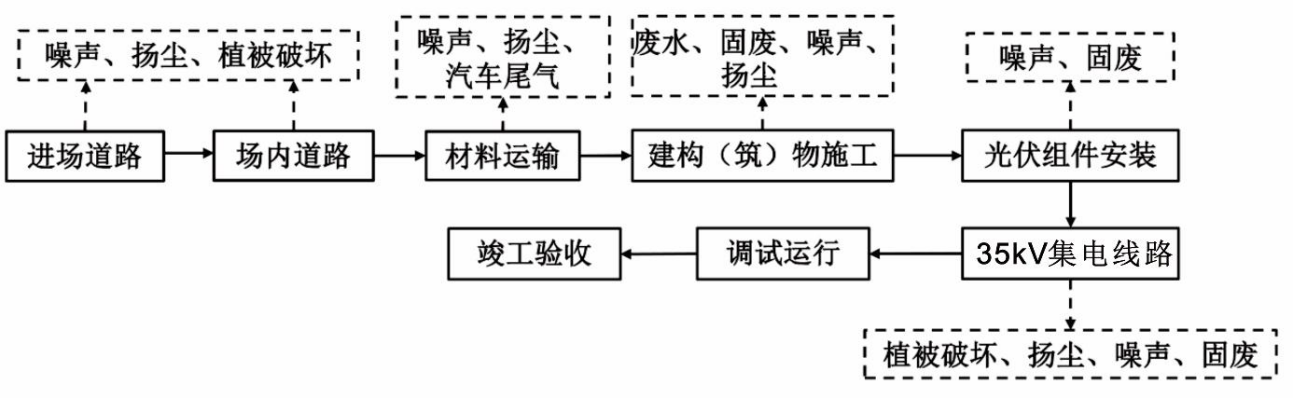 噪声、扬尘、植被破坏
噪声、扬尘、
汽车尾气
废水、固废、噪声、
扬尘
噪声、固废
进场道路
场内道路
材料运输
建构（筑）物施工
光伏组件安装
竣工验收
调试运行
35kV集电线路
植被破坏、扬尘、噪声、固废